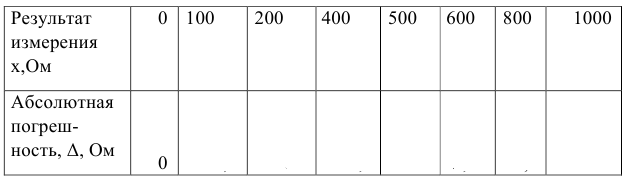 Результат измерения х,Ом 0 100 200 400 500 600 800 1000
Абсолютная погреш-ность, Δ, Ом 0